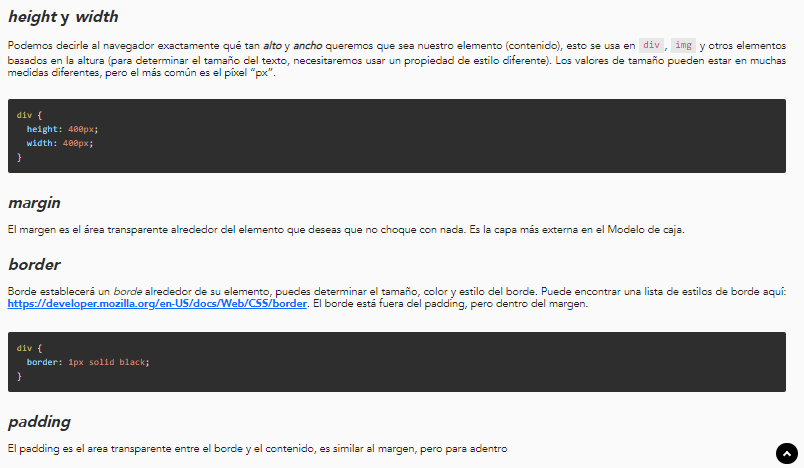 height y width
Podemos decirle al navegador exactamente qué tan alto y ancho queremos que sea nuestro elemento (contenido), esto se usa en div, img y otros elementos
basados en la altura (para determinar el tamaño del texto, necesitaremos usar un propiedad de estilo diferente). Los valores de tamaño pueden estar en muchas
medidas diferentes, pero el más común es el píxel “px”.
div {
  height: 400px;
  width: 400px;
}
margin
El margen es el área transparente alrededor del elemento que deseas que no choque con nada. Es la capa más externa en el Modelo de caja.
border
Borde establecerá un borde alrededor de su elemento, puedes determinar el tamaño, color y estilo del borde. Puede encontrar una lista de estilos de borde aquí:
https://developer.mozilla.org/en-US/docs/Web/CSS/border. El borde está fuera del padding, pero dentro del margen.
div {
  border: 1px solid black;
}
padding
El padding es el area transparente entre el borde y el contenido, es similar al margen, pero para adentro